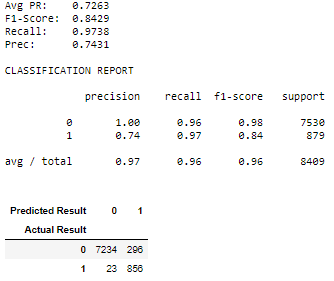 Avg PR: 0.7263
F1-Score: 0.8429
Recall: 0.9738
Prec: 0.7431
CLASSIFICATION REPORT
precision recall f1-score support
0 1.00 0.96 0.98 7530
1 0.74 0.97 0.84 879
avg / total 0.97 0.96 0.96 8409
Predicted Result 0 1
Actual Result
0 7234 296
1 23 856